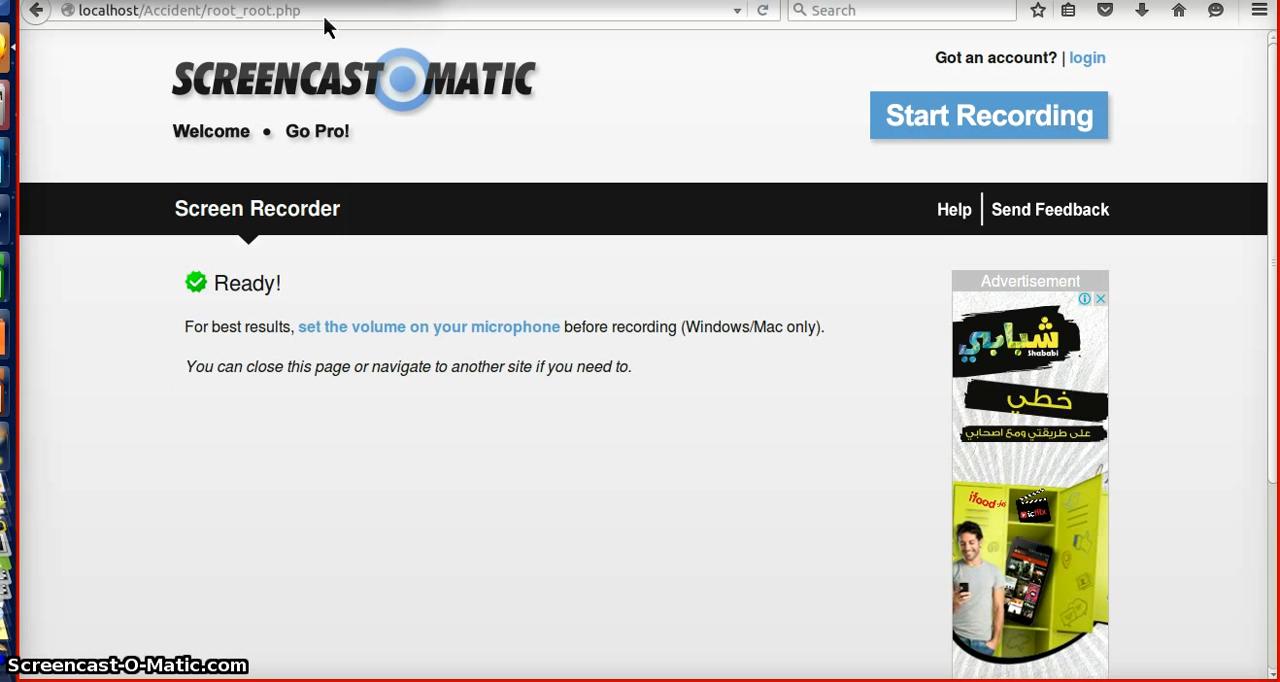 localhost/Accident/root_root.php
Search
SCREENCAST O MATIC
Got an account? | login
Start Recording
Welcome • Go Pro!
Screen Recorder
Help
Send Feedback
Ready!
For best results, set the volume on your microphone before recording (Windows/Mac only).
You can close this page or navigate to another site if you need to.
Advertisement
شبابي
Shababi
خطي
على طريقتي ومع اصحابي
ifood.jo
icflix
Screencast-O-Matic.com